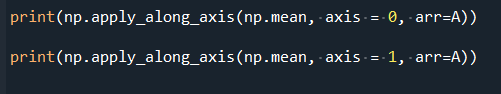 print(np.apply_along_axis(np.mean, axis = 0, arr=A))
print(np.apply_along_axis(np.mean, axis = 1, arr=A))